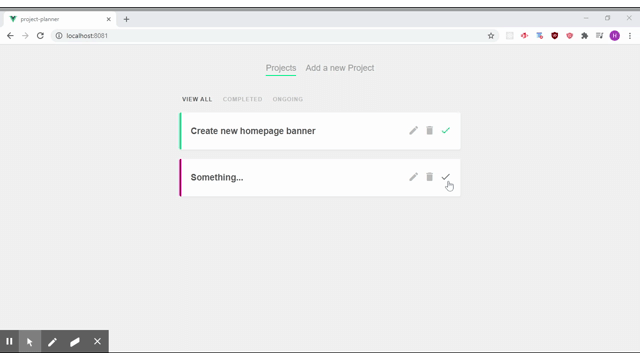 project-planner
localhost:8081
H
Projects Add a new Project
VIEW ALL COMPLETED ONGOING
Create new homepage banner
Something...